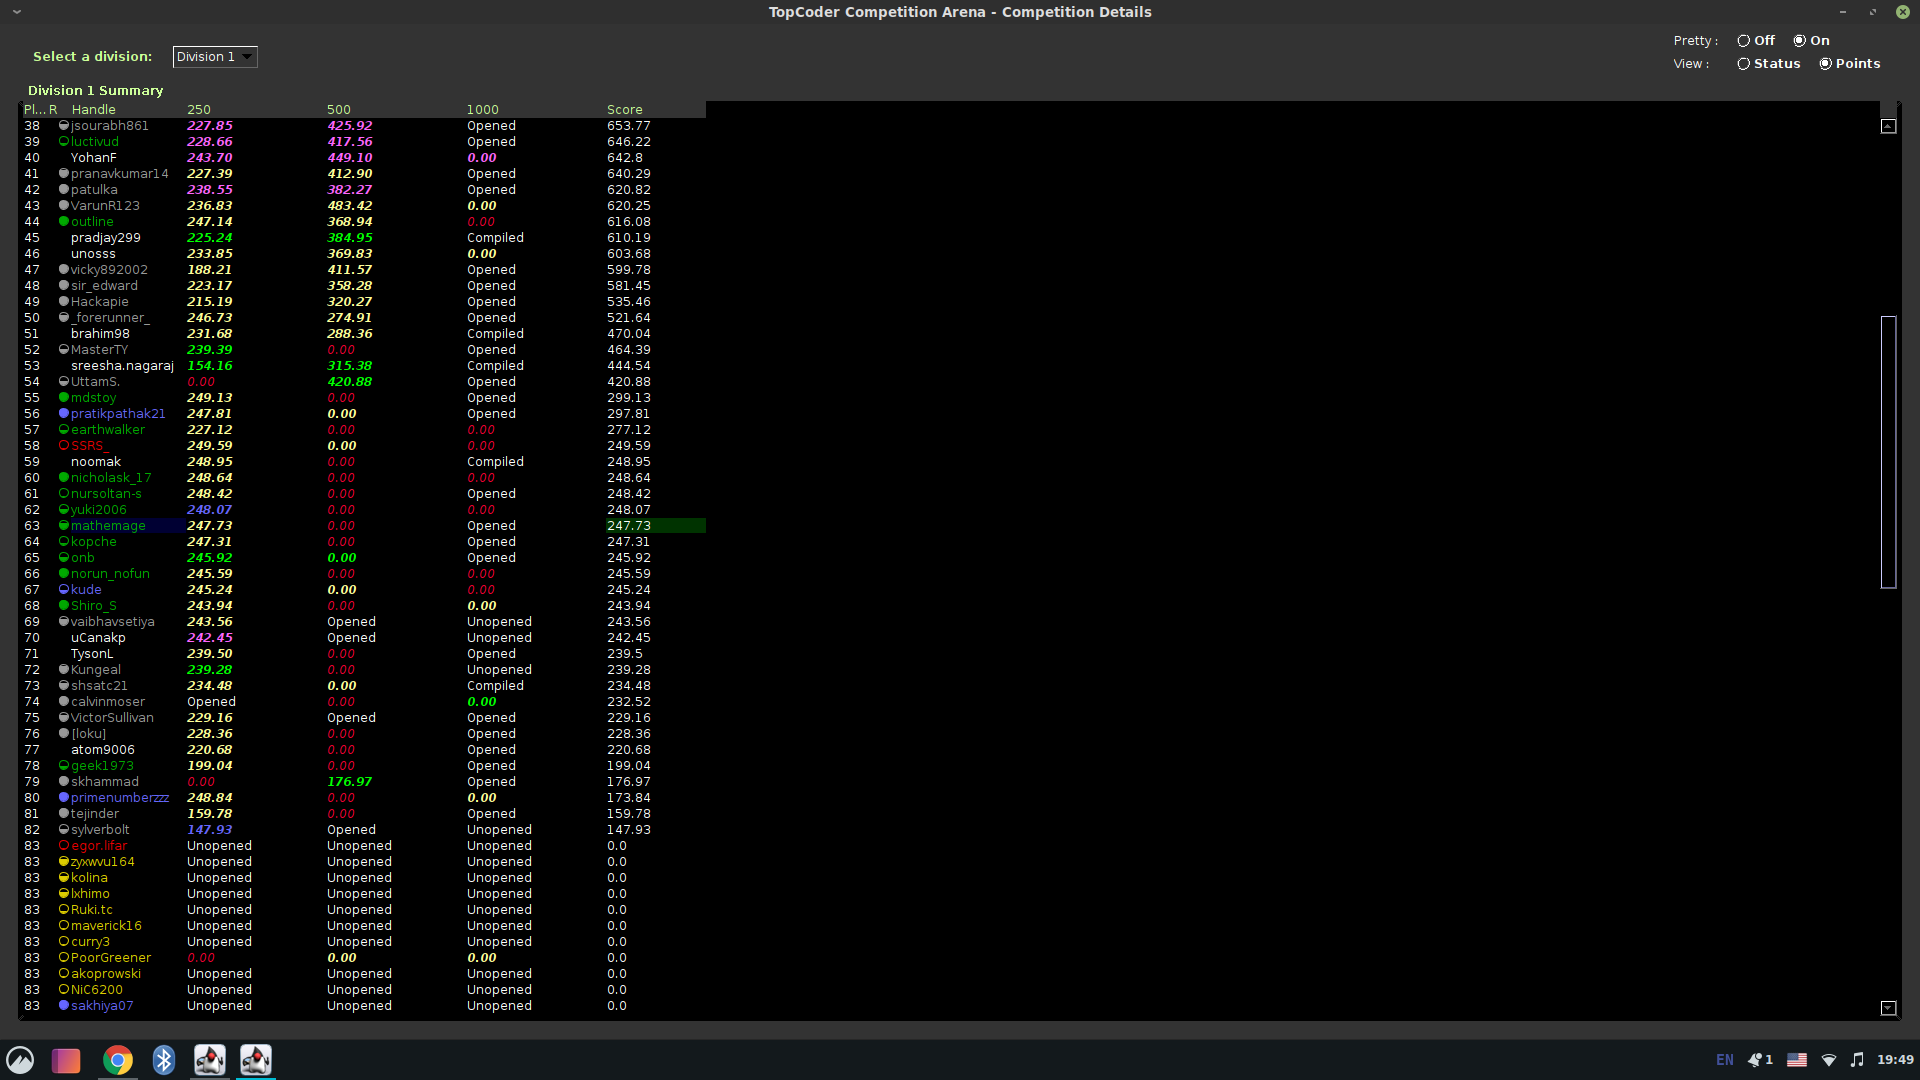 TopCoder Competition Arena - Competition Details
Pretty : Off On
Select a division: Division 1
View : Status Points
Division 1 Summary
Pl... R Handle 250 500 1000 Score
38 jsourabh861 227.85 425.92 Opened 653.77
39 luctivud 228.66 417.56 Opened 646.22
40 YohanF 243.70 449.10 0.00 642.8
41 pranavkumar14 227.39 412.90 Opened 640.29
42 patulka 238.55 382.27 Opened 620.82
43 VarunR123 236.83 483.42 0.00 620.25
44 outline 247.14 368.94 0.00 616.08
45 pradjay299 225.24 384.95 Compiled 610.19
46 unosss 233.85 369.83 0.00 603.68
47 vicky892002 188.21 411.57 Opened 599.78
48 sir_edward 223.17 358.28 Opened 581.45
49 Hackapie 215.19 320.27 Opened 535.46
50 _forerunner_ 246.73 274.91 Opened 521.64
51 brahim98 231.68 288.36 Compiled 470.04
52 MasterTY 239.39 0.00 Opened 464.39
53 sreesha.nagaraj 154.16 315.38 Compiled 444.54
54 UttamS. 0.00 420.88 Opened 420.88
55 mdstoy 249.13 0.00 Opened 299.13
56 pratikpathak21 247.81 0.00 Opened 297.81
57 earthwalker 227.12 0.00 0.00 277.12
58 SSRS_ 249.59 0.00 0.00 249.59
59 noomak 248.95 0.00 Compiled 248.95
60 nicholask_17 248.64 0.00 0.00 248.64
61 nursoltan-s 248.42 0.00 Opened 248.42
62 yuki2006 248.07 0.00 0.00 248.07
63 mathemage 247.73 0.00 Opened 247.73
64 kopche 247.31 0.00 Opened 247.31
65 onb 245.92 0.00 Opened 245.92
66 norun_nofun 245.59 0.00 0.00 245.59
67 kude 245.24 0.00 0.00 245.24
68 Shiro_S 243.94 0.00 0.00 243.94
69 vaibhavsetiya 243.56 Opened Unopened 243.56
70 uCanakp 242.45 Opened Unopened 242.45
71 TysonL 239.50 0.00 Opened 239.5
72 Kungeal 239.28 0.00 Unopened 239.28
73 shsatc21 234.48 0.00 Compiled 234.48
74 calvinmoser Opened 0.00 0.00 232.52
75 VictorSullivan 229.16 Opened Opened 229.16
76 [loku] 228.36 0.00 Opened 228.36
77 atom9006 220.68 0.00 Opened 220.68
78 geek1973 199.04 0.00 Opened 199.04
79 skhammad 0.00 176.97 Opened 176.97
80 primenumberzzz 248.84 0.00 0.00 173.84
81 tejinder 159.78 0.00 Opened 159.78
82 sylverbolt 147.93 Opened Unopened 147.93
83 egor.lifar Unopened Unopened Unopened 0.0
83 zyxwvu164 Unopened Unopened Unopened 0.0
83 kolina Unopened Unopened Unopened 0.0
83 lxhimo Unopened Unopened Unopened 0.0
83 Ruki.tc Unopened Unopened Unopened 0.0
83 maverick16 Unopened Unopened Unopened 0.0
83 curry3 Unopened Unopened Unopened 0.0
83 PoorGreener 0.00 0.00 0.00 0.0
83 akoprowski Unopened Unopened Unopened 0.0
83 NiC6200 Unopened Unopened Unopened 0.0
83 sakhiya07 Unopened Unopened Unopened 0.0
EN 1 19:49